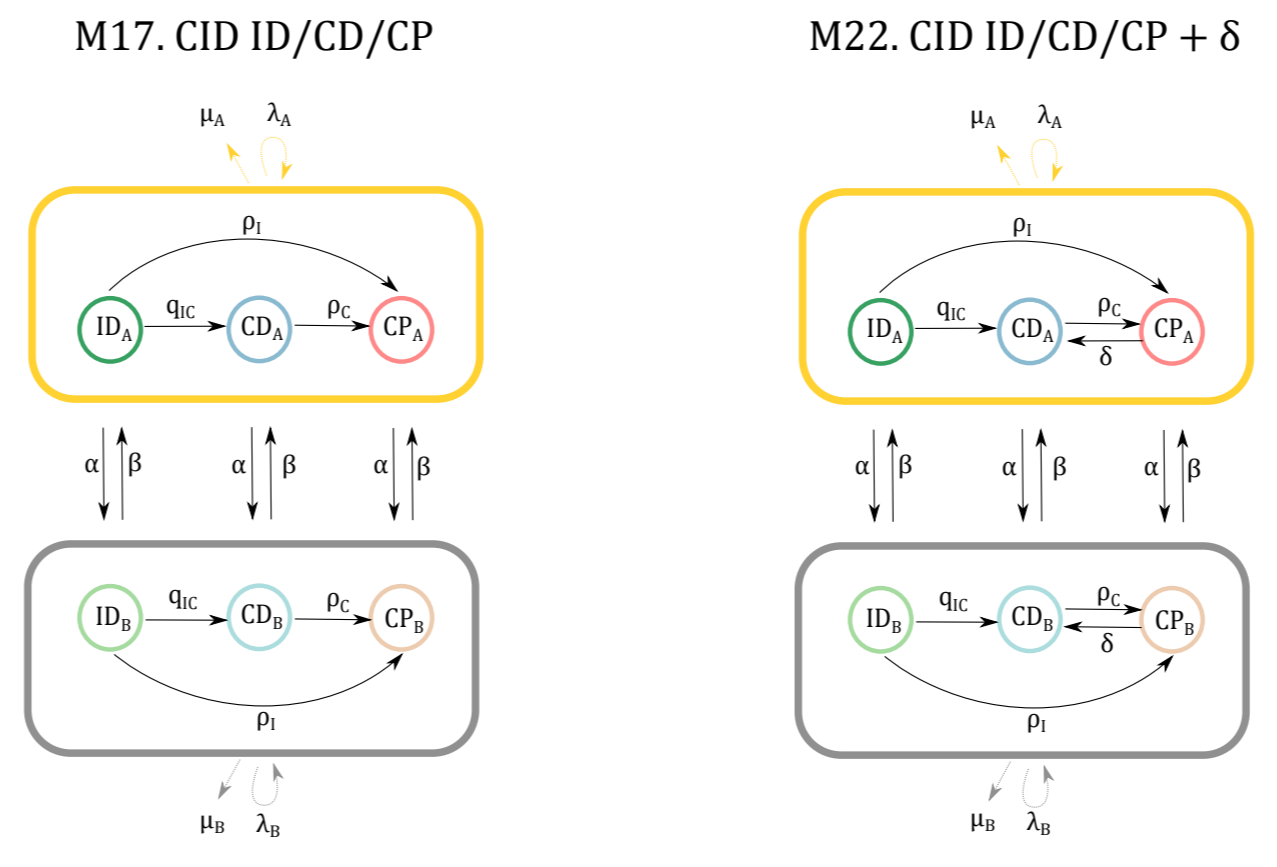 M17. CID ID/CD/CP
M22. CID ID/CD/CP + δ
μA λA
ρI
qIC ρC
IDA CDA CPA
α β α β α β
qIC ρC
IDB CDB CPB
ρI
μB λB
μA λA
ρI
qIC ρC
IDA CDA CPA
δ
α β α β α β
qIC ρC
IDB CDB CPB
δ
ρI
μB λB